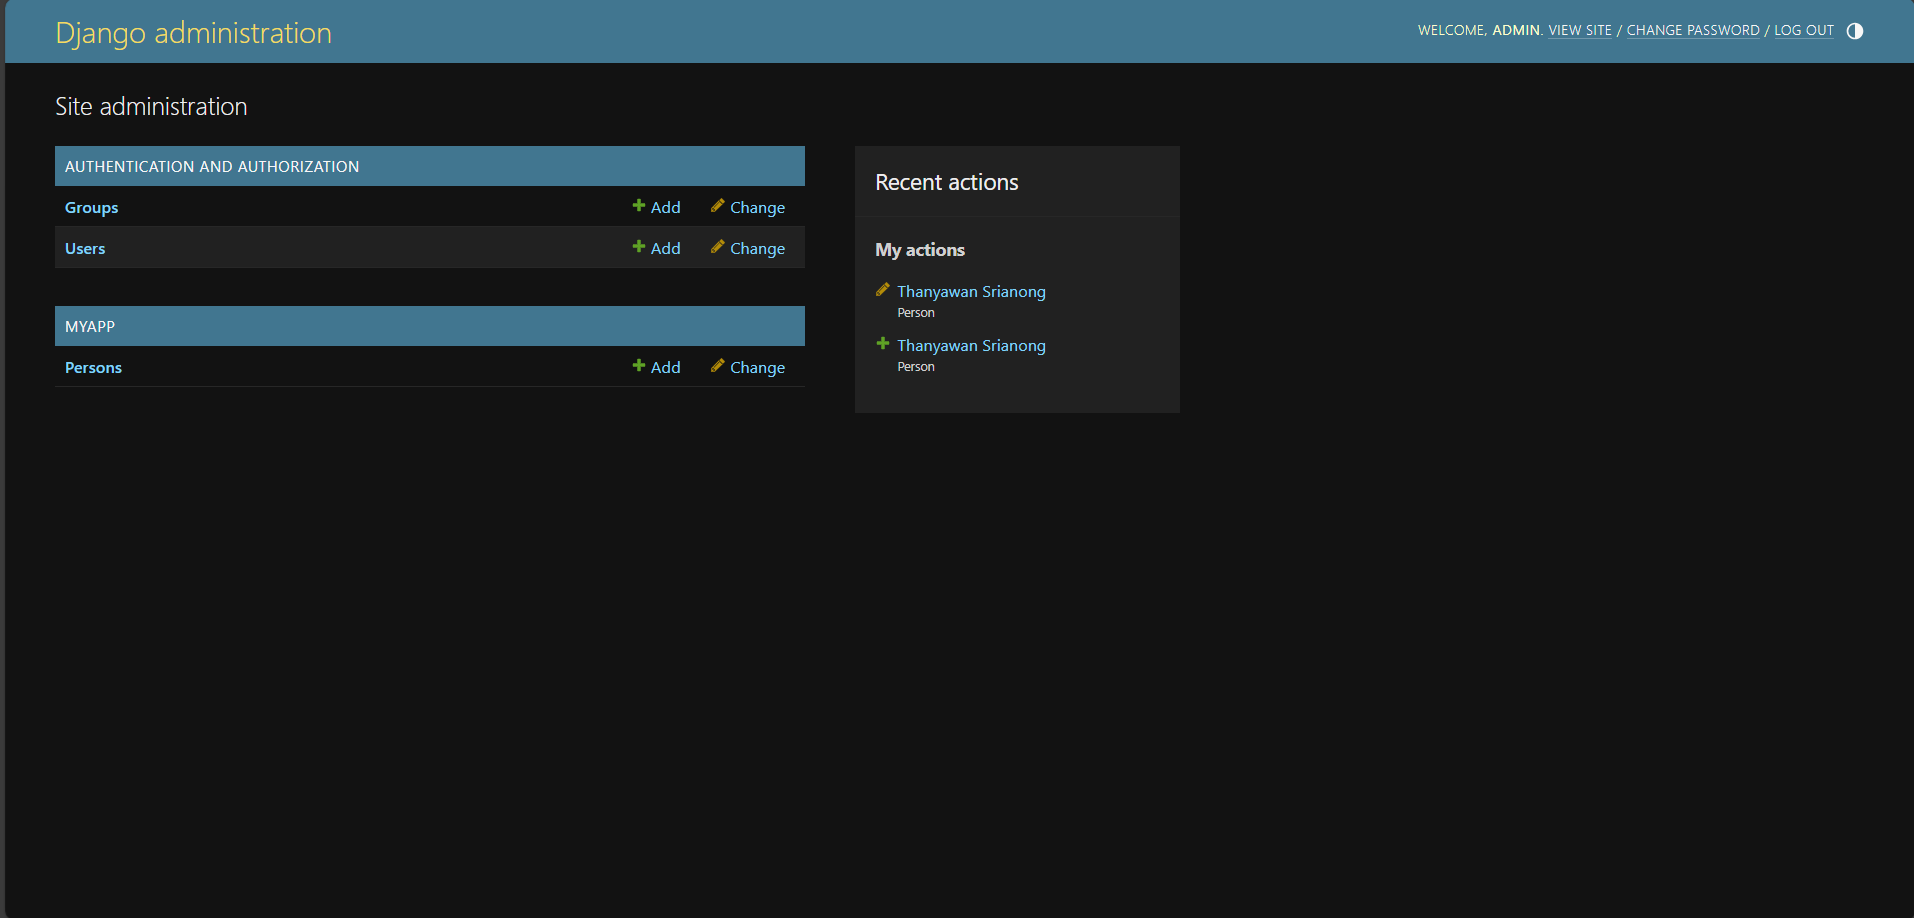 Django administration
WELCOME, ADMIN. VIEW SITE / CHANGE PASSWORD / LOG OUT
Site administration
AUTHENTICATION AND AUTHORIZATION
Groups Add Change
Users Add Change
MYAPP
Persons Add Change
Recent actions
My actions
Thanyawan Srianong
Person
Thanyawan Srianong
Person